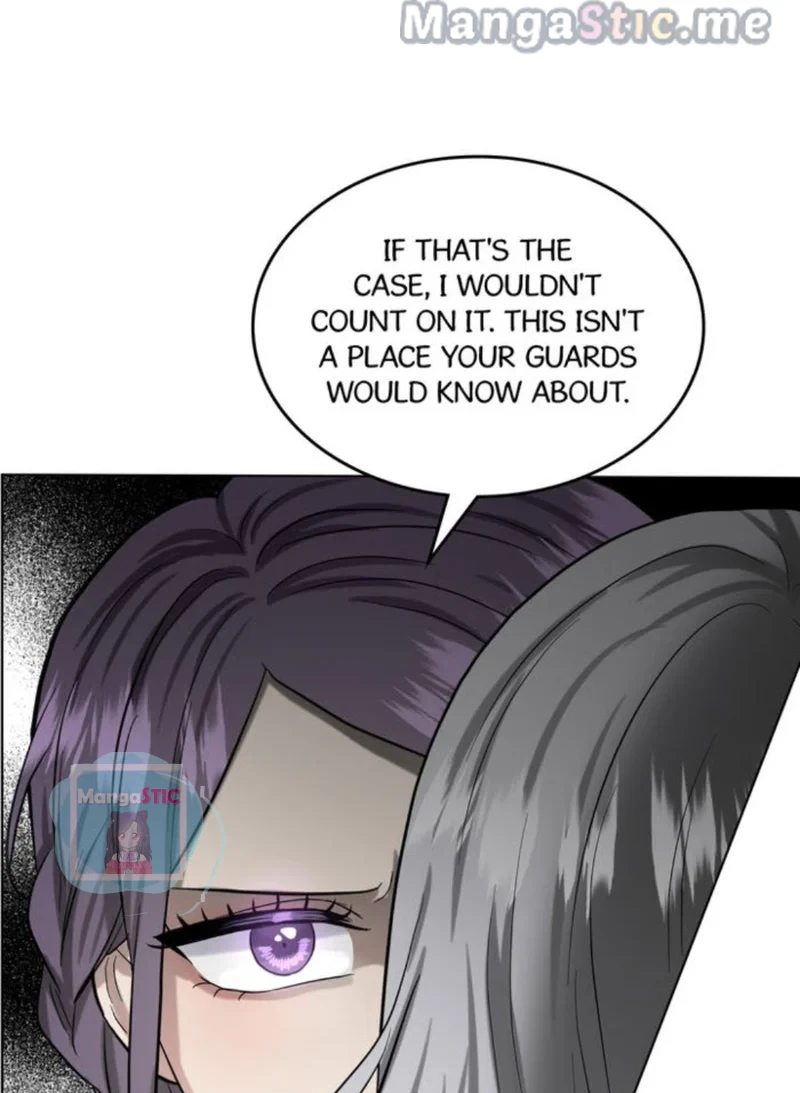 MangaStic.me
IF THAT'S THE
CASE, I WOULDN'T
COUNT ON IT. THIS ISN'T
A PLACE YOUR GUARDS
WOULD KNOW ABOUT.
MangaSTIC